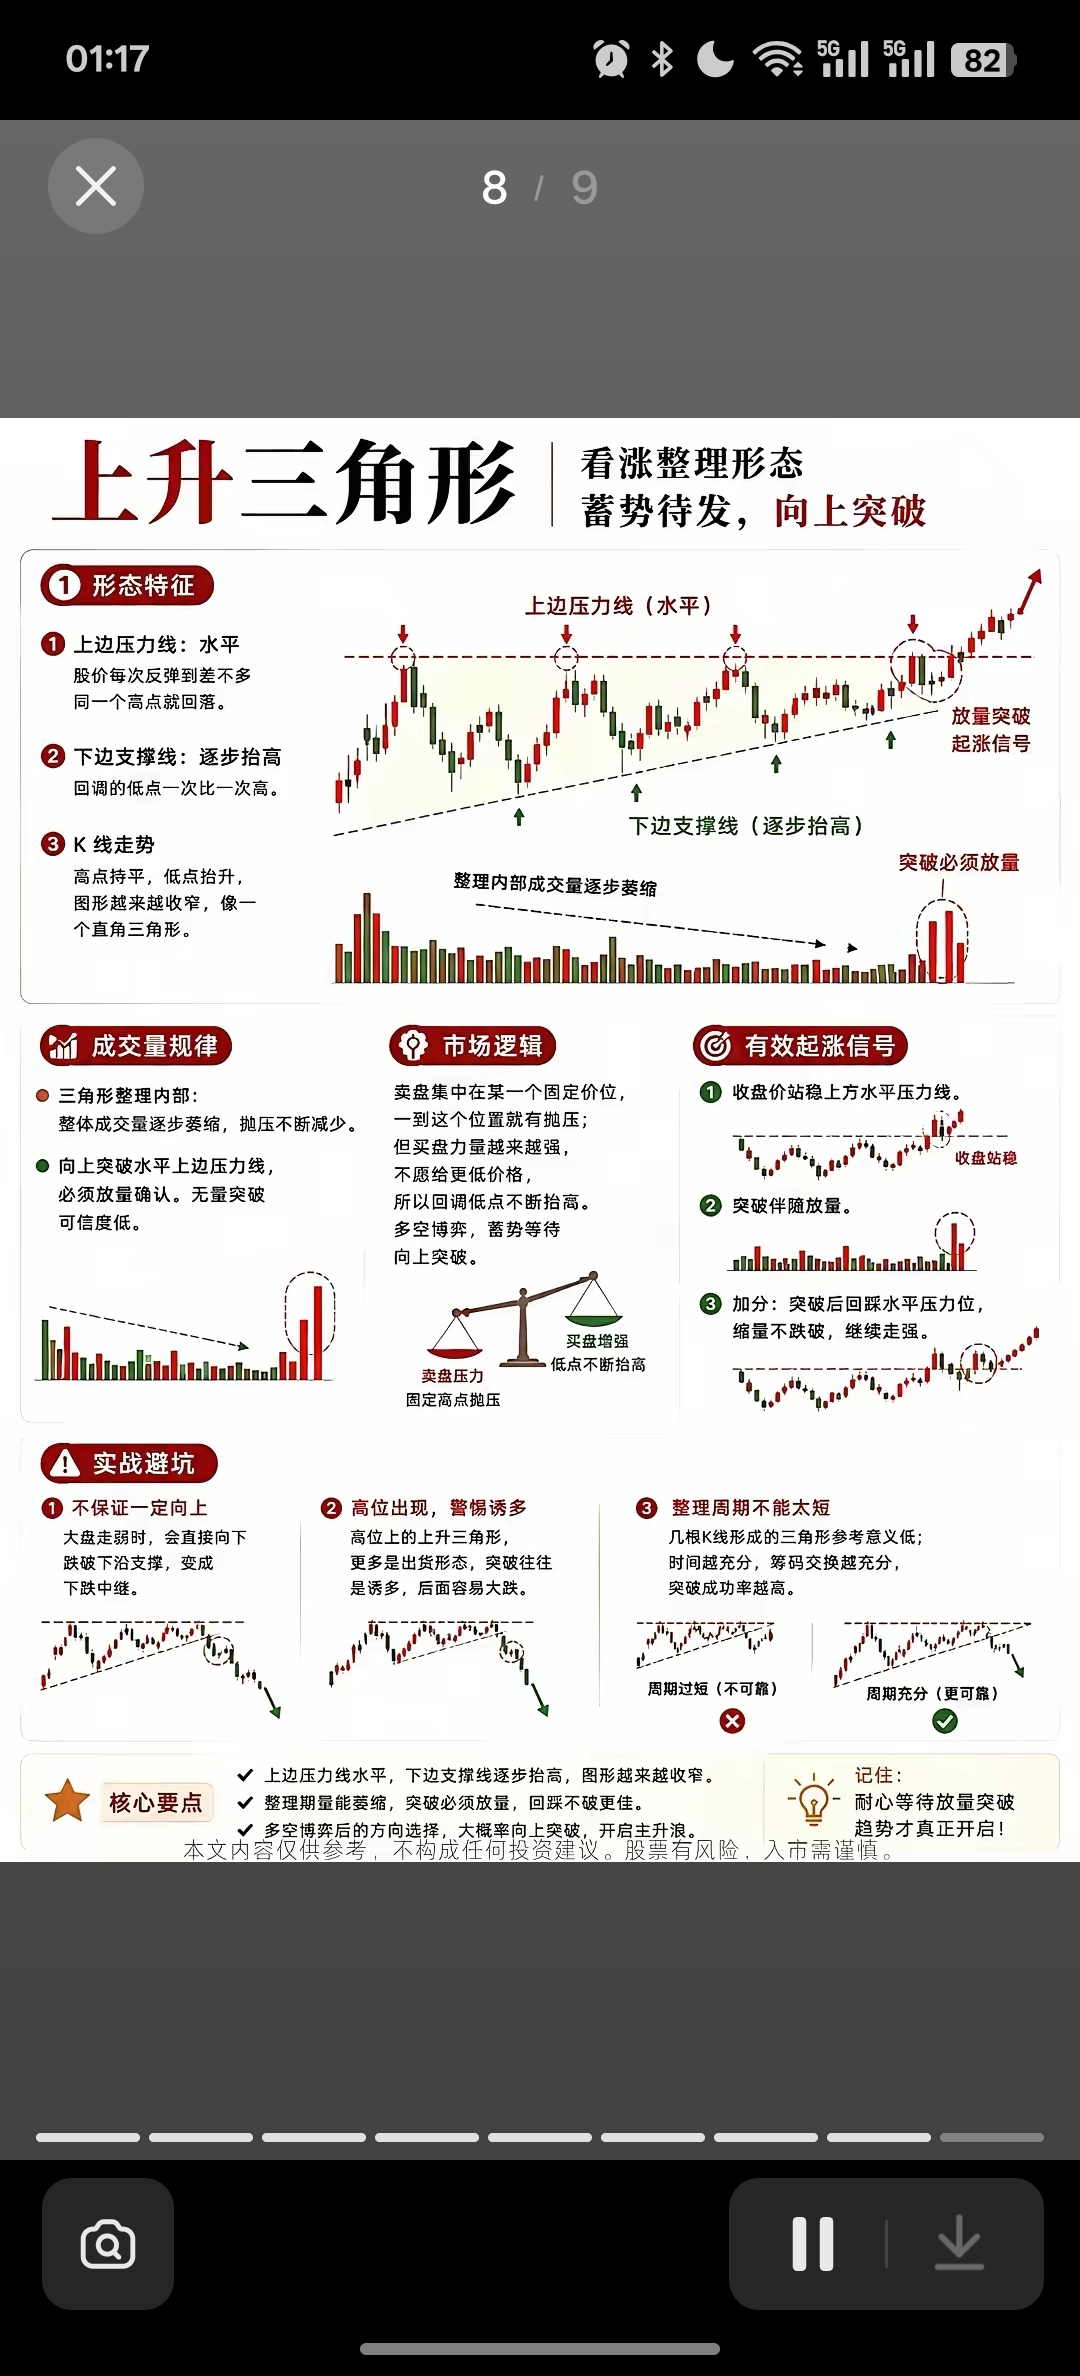 01:17
5G 5G 82
8 / 9
上升三角形
看涨整理形态
蓄势待发，向上突破
1 形态特征
1 上边压力线：水平
股价每次反弹到差不多
同一个高点就回落。
2 下边支撑线：逐步抬高
回调的低点一次比一次高。
3 K 线走势
高点持平，低点抬升，
图形越来越收窄，像一
个直角三角形。
上边压力线（水平）
放量突破
起涨信号
下边支撑线（逐步抬高）
突破必须放量
整理内部成交量逐步萎缩
成交量规律
三角形整理内部：
整体成交量逐步萎缩，抛压不断减少。
向上突破水平上边压力线，
必须放量确认。无量突破
可信度低。
市场逻辑
卖盘集中在某一个固定价位，
一到这个位置就有抛压；
但买盘力量越来越强，
不愿给更低价格，
所以回调低点不断抬高。
多空博弈，蓄势等待
向上突破。
买盘增强
低点不断抬高
卖盘压力
固定高点抛压
有效起涨信号
1 收盘价站稳上方水平压力线。
收盘站稳
2 突破伴随放量。
3 加分：突破后回踩水平压力位，
缩量不跌破，继续走强。
实战避坑
1 不保证一定向上
大盘走弱时，会直接向下
跌破下沿支撑，变成
下跌中继。
2 高位出现，警惕诱多
高位上的上升三角形，
更多是出货形态，突破往往
是诱多，后面容易大跌。
3 整理周期不能太短
几根K线形成的三角形参考意义低；
时间越充分，筹码交换越充分，
突破成功率越高。
周期过短（不可靠）
周期充分（更可靠）
核心要点
上边压力线水平，下边支撑线逐步抬高，图形越来越收窄。
整理期量能萎缩，突破必须放量，回踩不破更佳。
多空博弈后的方向选择，大概率向上突破，开启主升浪。
记住：
耐心等待放量突破
趋势才真正开启！
本文内容仅供参考，不构成任何投资建议。股票有风险，入市需谨慎。